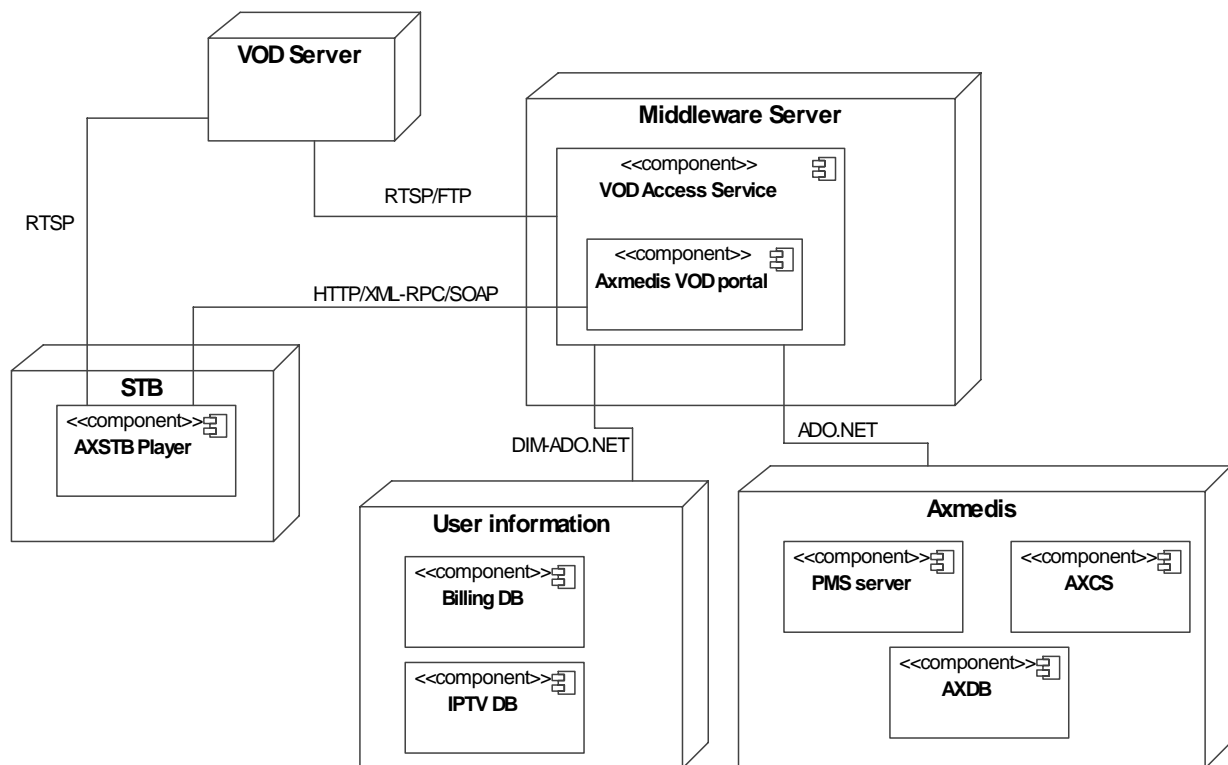 VOD Server
Middleware Server
<<component>>
VOD Access Service
RTSP/FTP
RTSP
<<component>>
Axmedis VOD portal
HTTP/XML-RPC/SOAP
STB
<<component>>
AXSTB Player
DIM-ADO.NET
ADO.NET
User information
<<component>>
Billing DB
<<component>>
IPTV DB
Axmedis
<<component>>
PMS server
<<component>>
AXCS
<<component>>
AXDB